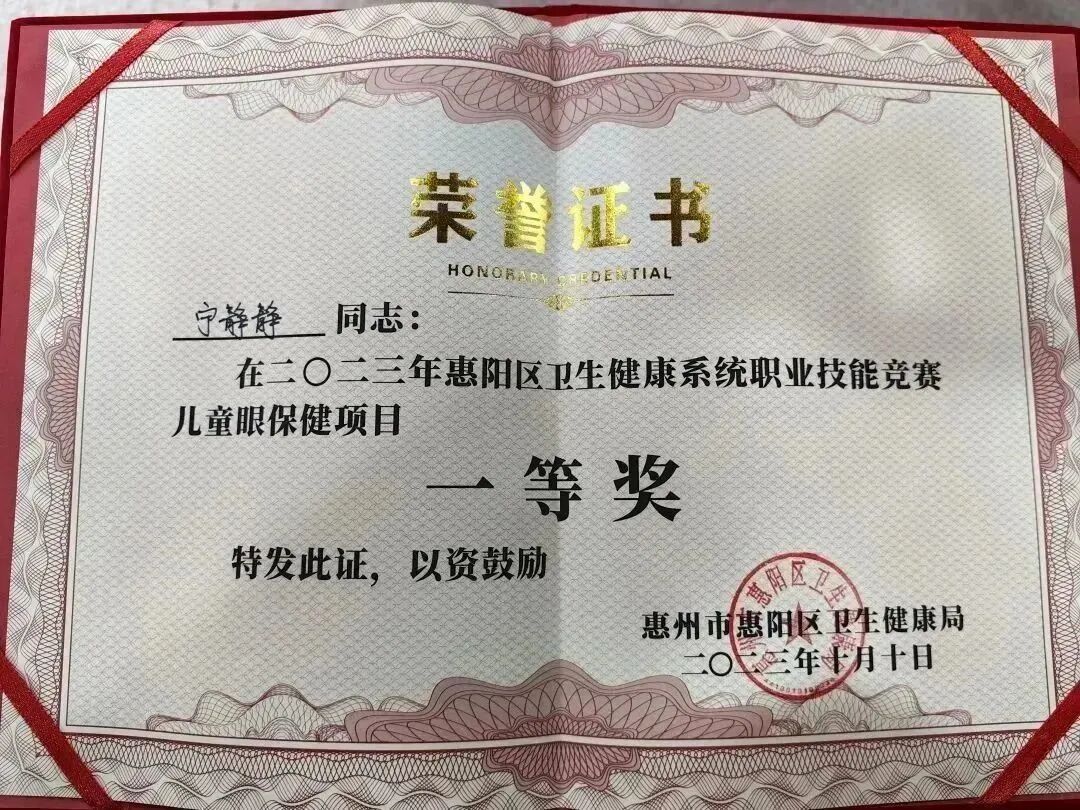 荣誉证书
HONORARY CREDENTIAL
宁静静 同志：
在二〇二三年惠阳区卫生健康系统职业技能竞赛
儿童眼保健项目
一等奖
特发此证，以资鼓励
惠州市惠阳区卫生健康局
二〇二三年十月十日